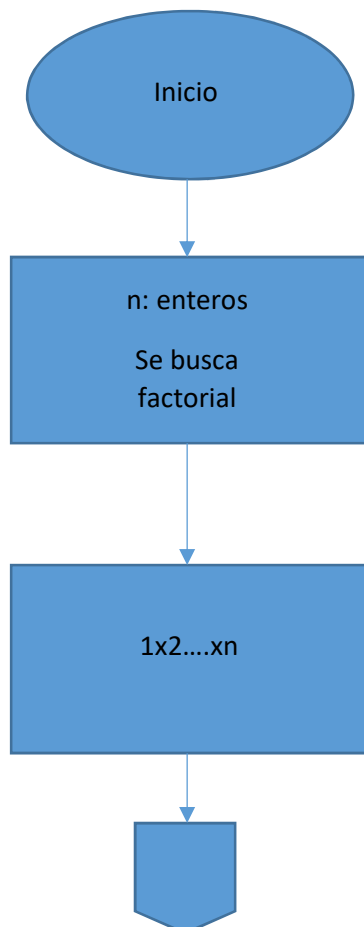 Inicio
n: enteros
Se busca
factorial
1x2....xn